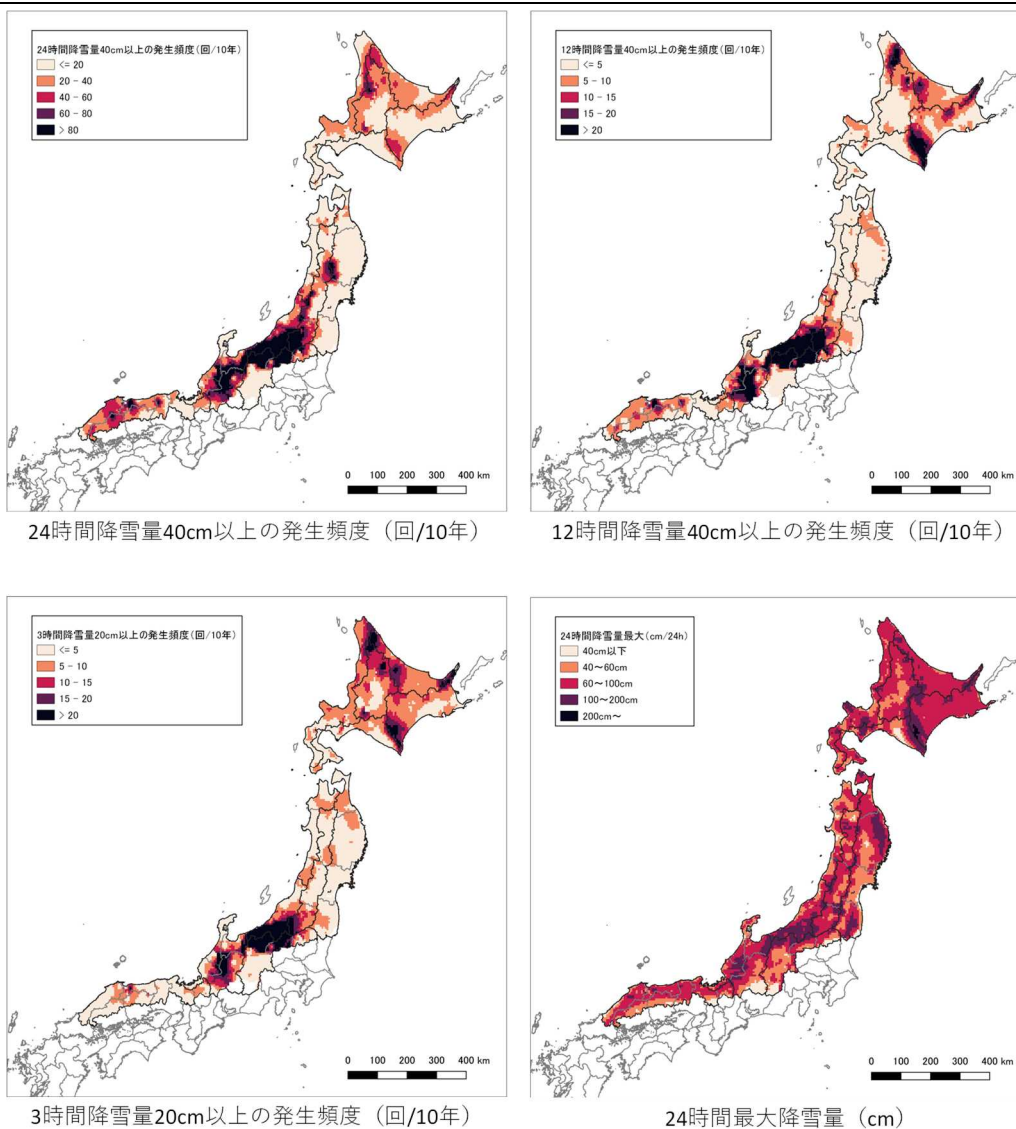 24時間降雪量40cm以上の発生頻度(回/10年)
<= 20
20 - 40
40 - 60
60 - 80
> 80
0 100 200 300 400 km
24時間降雪量40cm以上の発生頻度（回/10年）
12時間降雪量40cm以上の発生頻度(回/10年)
<= 5
5 - 10
10 - 15
15 - 20
> 20
0 100 200 300 400 km
12時間降雪量40cm以上の発生頻度（回/10年）
3時間降雪量20cm以上の発生頻度(回/10年)
<= 5
5 - 10
10 - 15
15 - 20
> 20
0 100 200 300 400 km
3時間降雪量20cm以上の発生頻度（回/10年）
24時間降雪量最大(cm/24h)
40cm以下
40～60cm
60～100cm
100～200cm
200cm～
0 100 200 300 400 km
24時間最大降雪量（cm）